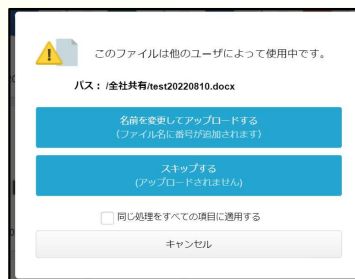 このファイルは他のユーザによって使用中です。
パス： /全社共有/test20220810.docx
名前を変更してアップロードする
（ファイル名に番号が追加されます）
スキップする
(アップロードされません)
同じ処理をすべての項目に適用する
キャンセル